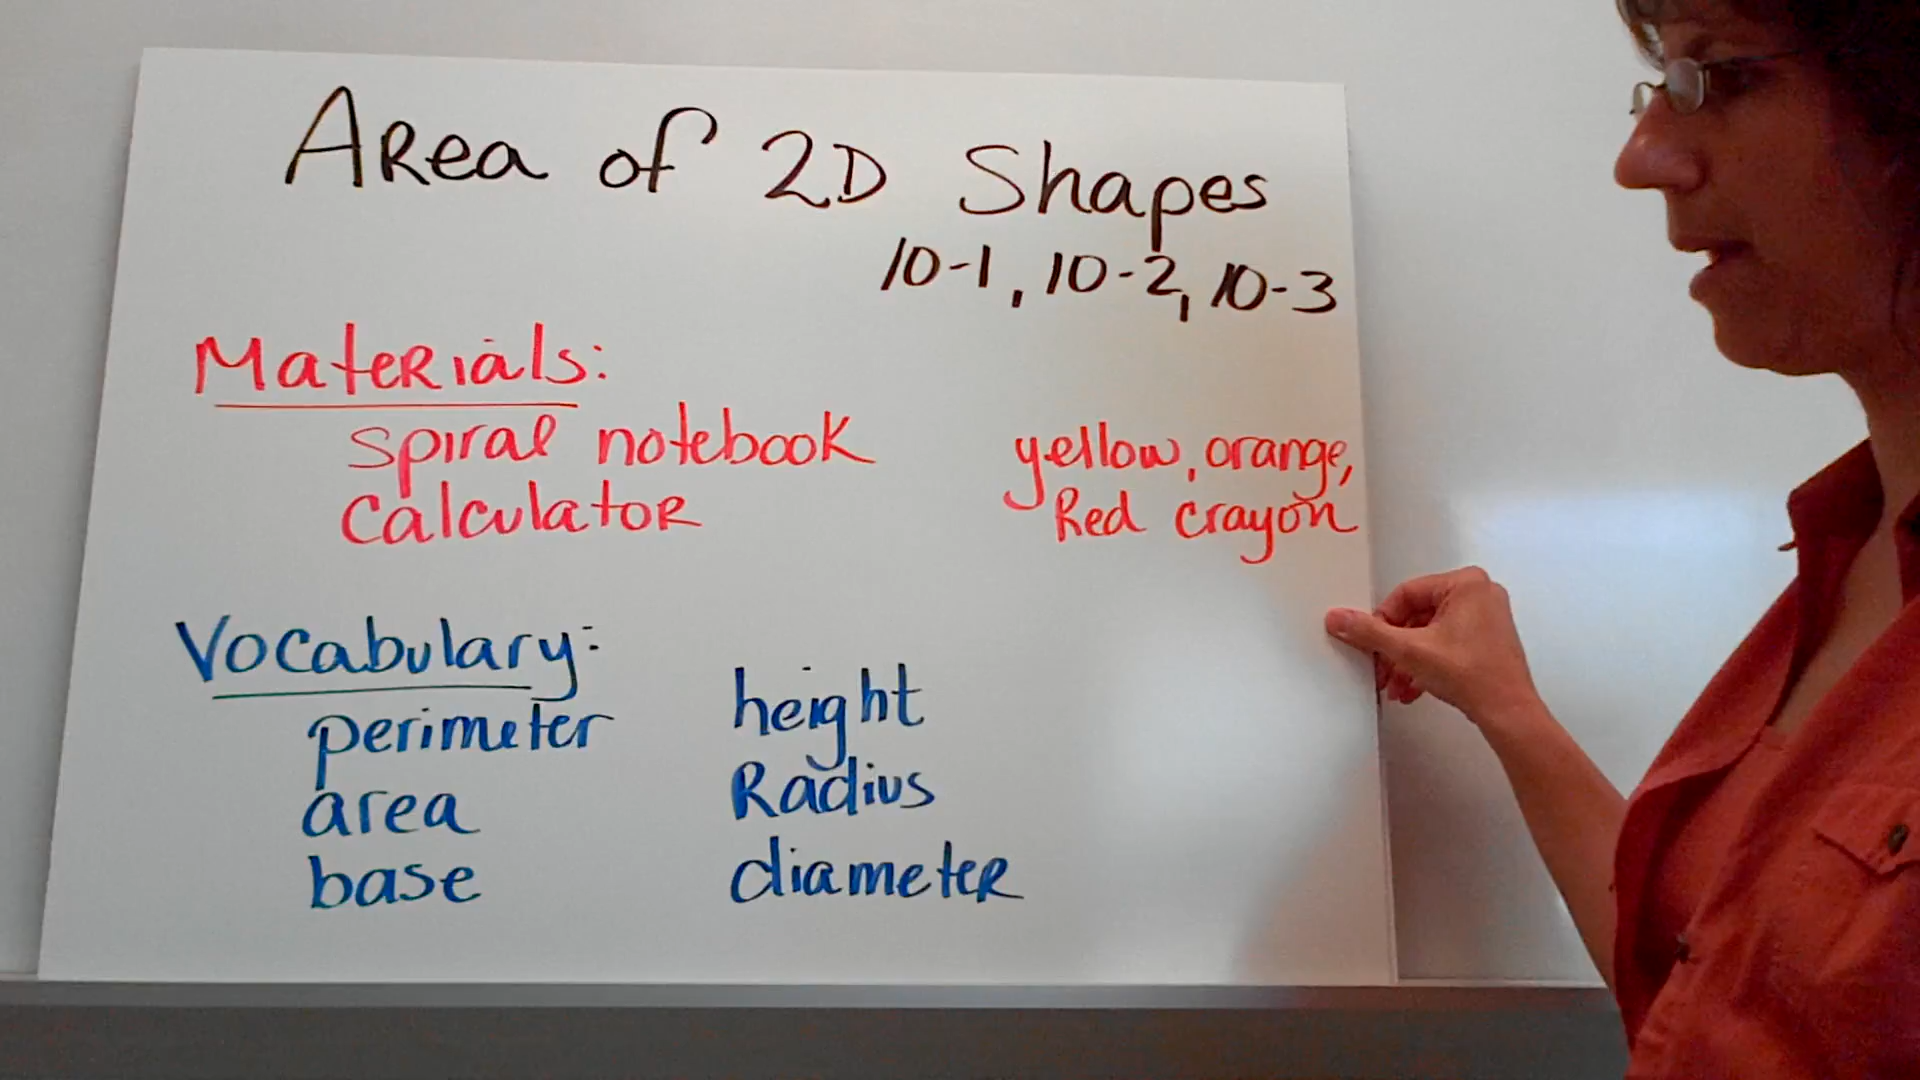 Area of 2D Shapes
10-1, 10-2, 10-3
Materials:
spiral notebook
Calculator
yellow, orange,
Red crayon
Vocabulary:
perimeter
area
base
height
Radius
diameter